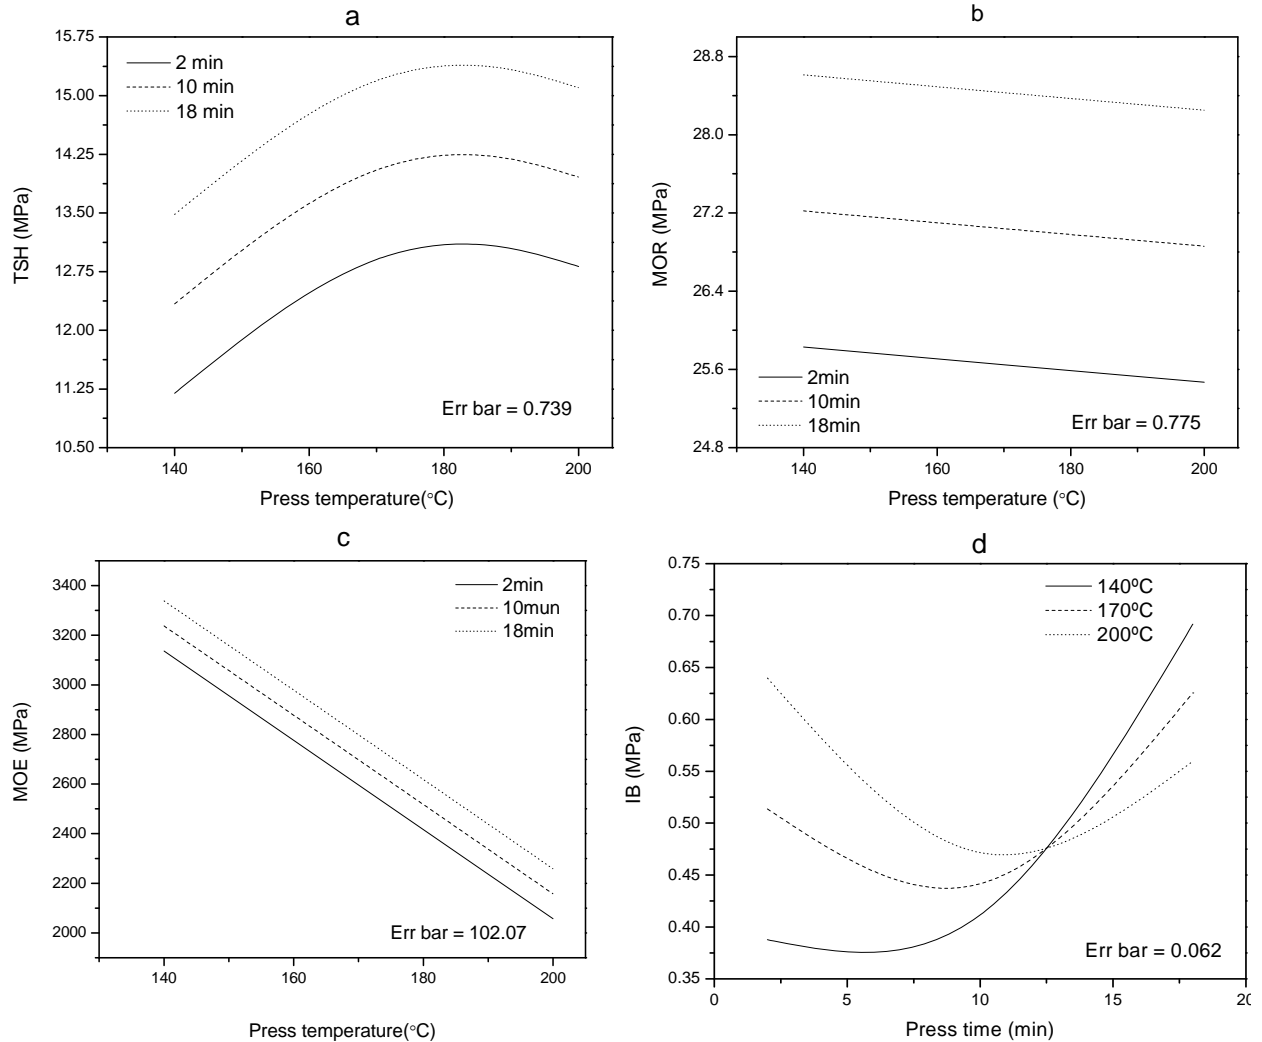 a
15.75
15.00
14.25
13.50
12.75
12.00
11.25
10.50
TSH (MPa)
2 min
10 min
18 min
Err bar = 0.739
140
160
180
200
Press temperature(°C)
b
28.8
28.0
27.2
26.4
25.6
24.8
MOR (MPa)
2min
10min
18min
Err bar = 0.775
140
160
180
200
Press temperature (°C)
c
3400
3200
3000
2800
2600
2400
2200
2000
MOE (MPa)
2min
10mun
18min
Err bar = 102.07
140
160
180
200
Press temperature(°C)
d
0.75
0.70
0.65
0.60
0.55
0.50
0.45
0.40
0.35
IB (MPa)
140ºC
170ºC
200ºC
Err bar = 0.062
0
5
10
15
20
Press time (min)